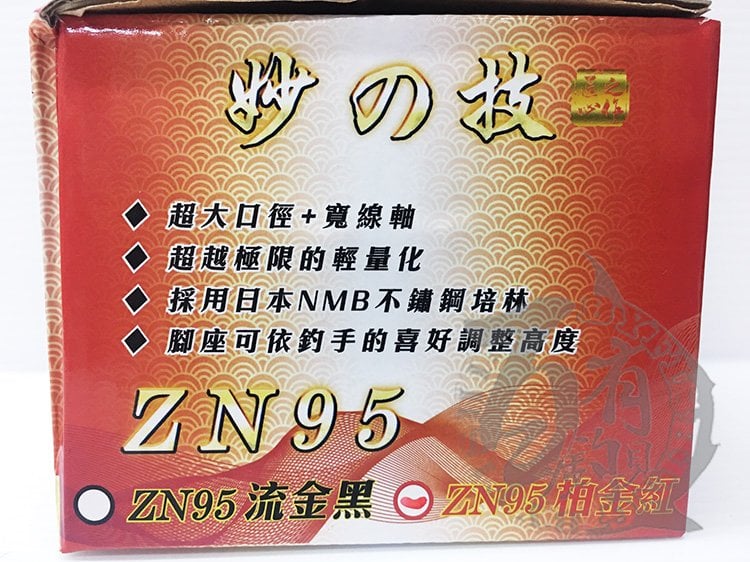 妙の技
◆ 超大口徑+寬線軸
◆ 超越極限的輕量化
◆ 採用日本NMB不鏽鋼培林
◆ 腳座可依釣手的喜好調整高度
ZN95
ZN95 流金黑 ZN95 柏金紅